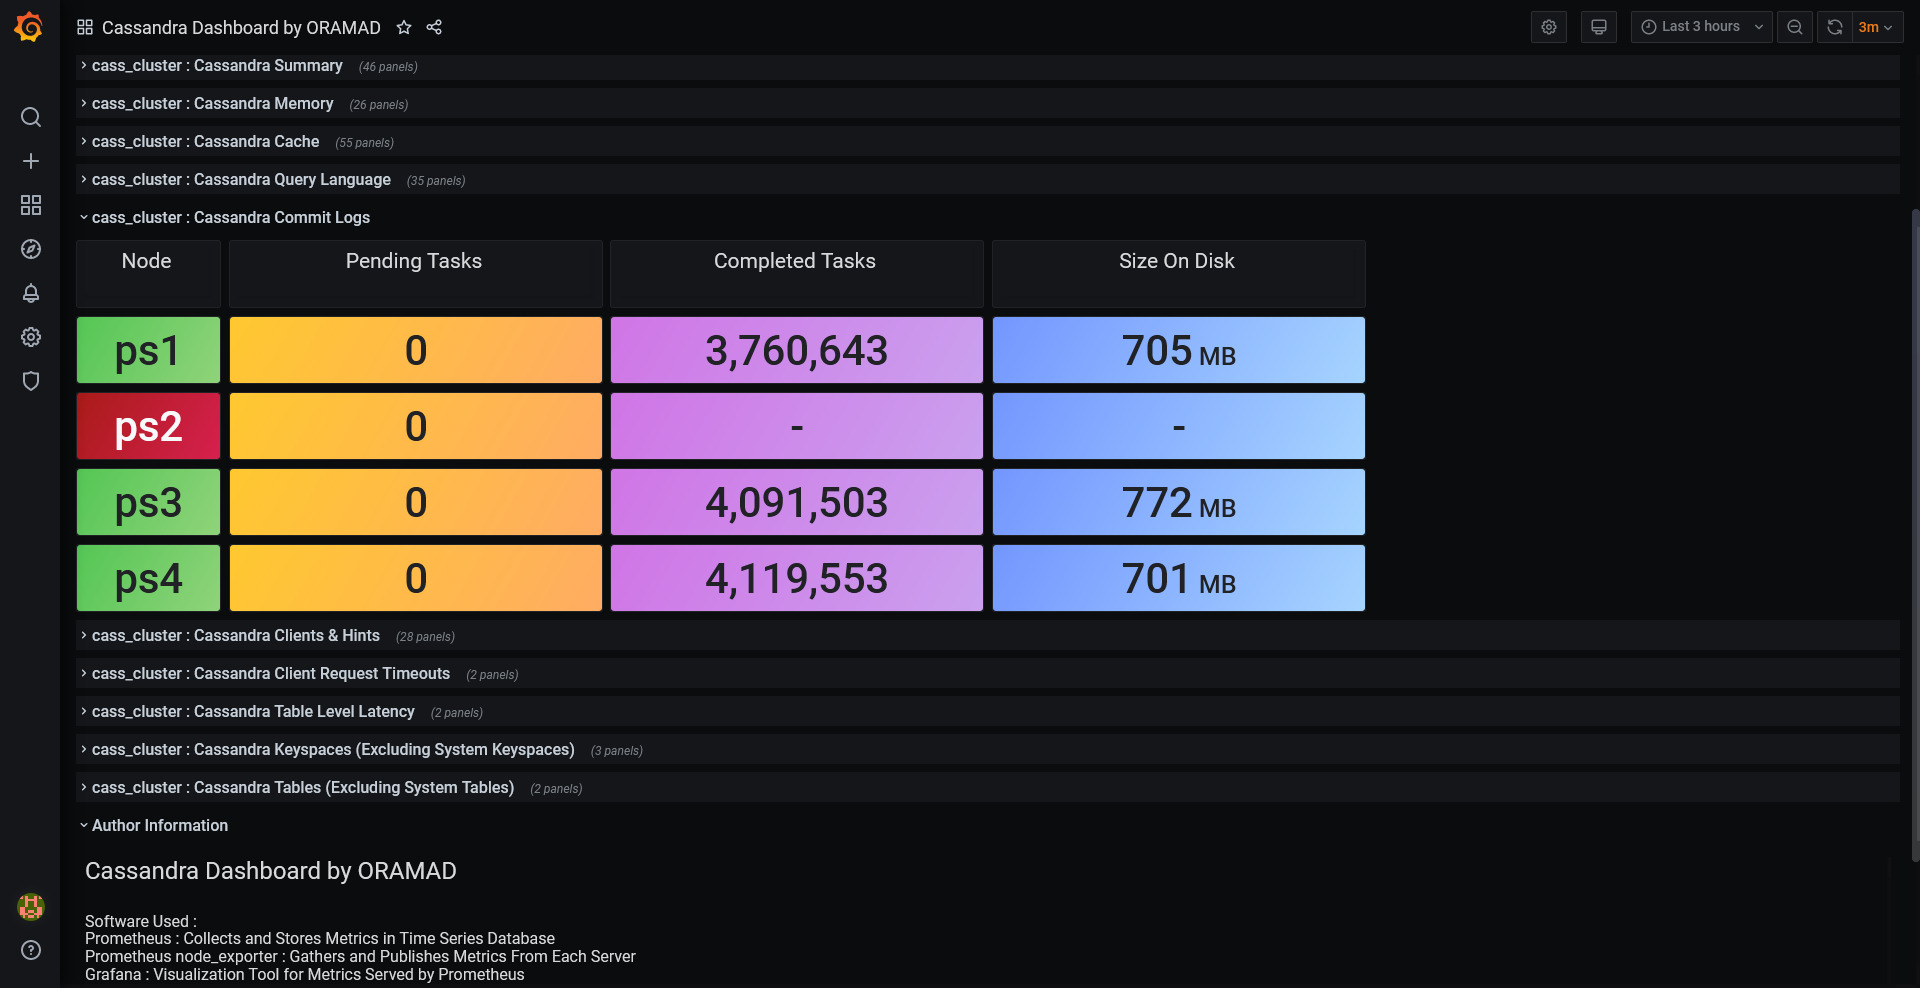 Cassandra Dashboard by ORAMAD
Last 3 hours
3m
cass_cluster : Cassandra Summary (46 panels)
cass_cluster : Cassandra Memory (26 panels)
cass_cluster : Cassandra Cache (55 panels)
cass_cluster : Cassandra Query Language (35 panels)
cass_cluster : Cassandra Commit Logs
Node Pending Tasks Completed Tasks Size On Disk
ps1 0 3,760,643 705 MB
ps2 0 - -
ps3 0 4,091,503 772 MB
ps4 0 4,119,553 701 MB
cass_cluster : Cassandra Clients & Hints (28 panels)
cass_cluster : Cassandra Client Request Timeouts (2 panels)
cass_cluster : Cassandra Table Level Latency (2 panels)
cass_cluster : Cassandra Keyspaces (Excluding System Keyspaces) (3 panels)
cass_cluster : Cassandra Tables (Excluding System Tables) (2 panels)
Author Information
Cassandra Dashboard by ORAMAD
Software Used :
Prometheus : Collects and Stores Metrics in Time Series Database
Prometheus node_exporter : Gathers and Publishes Metrics From Each Server
Grafana : Visualization Tool for Metrics Served by Prometheus